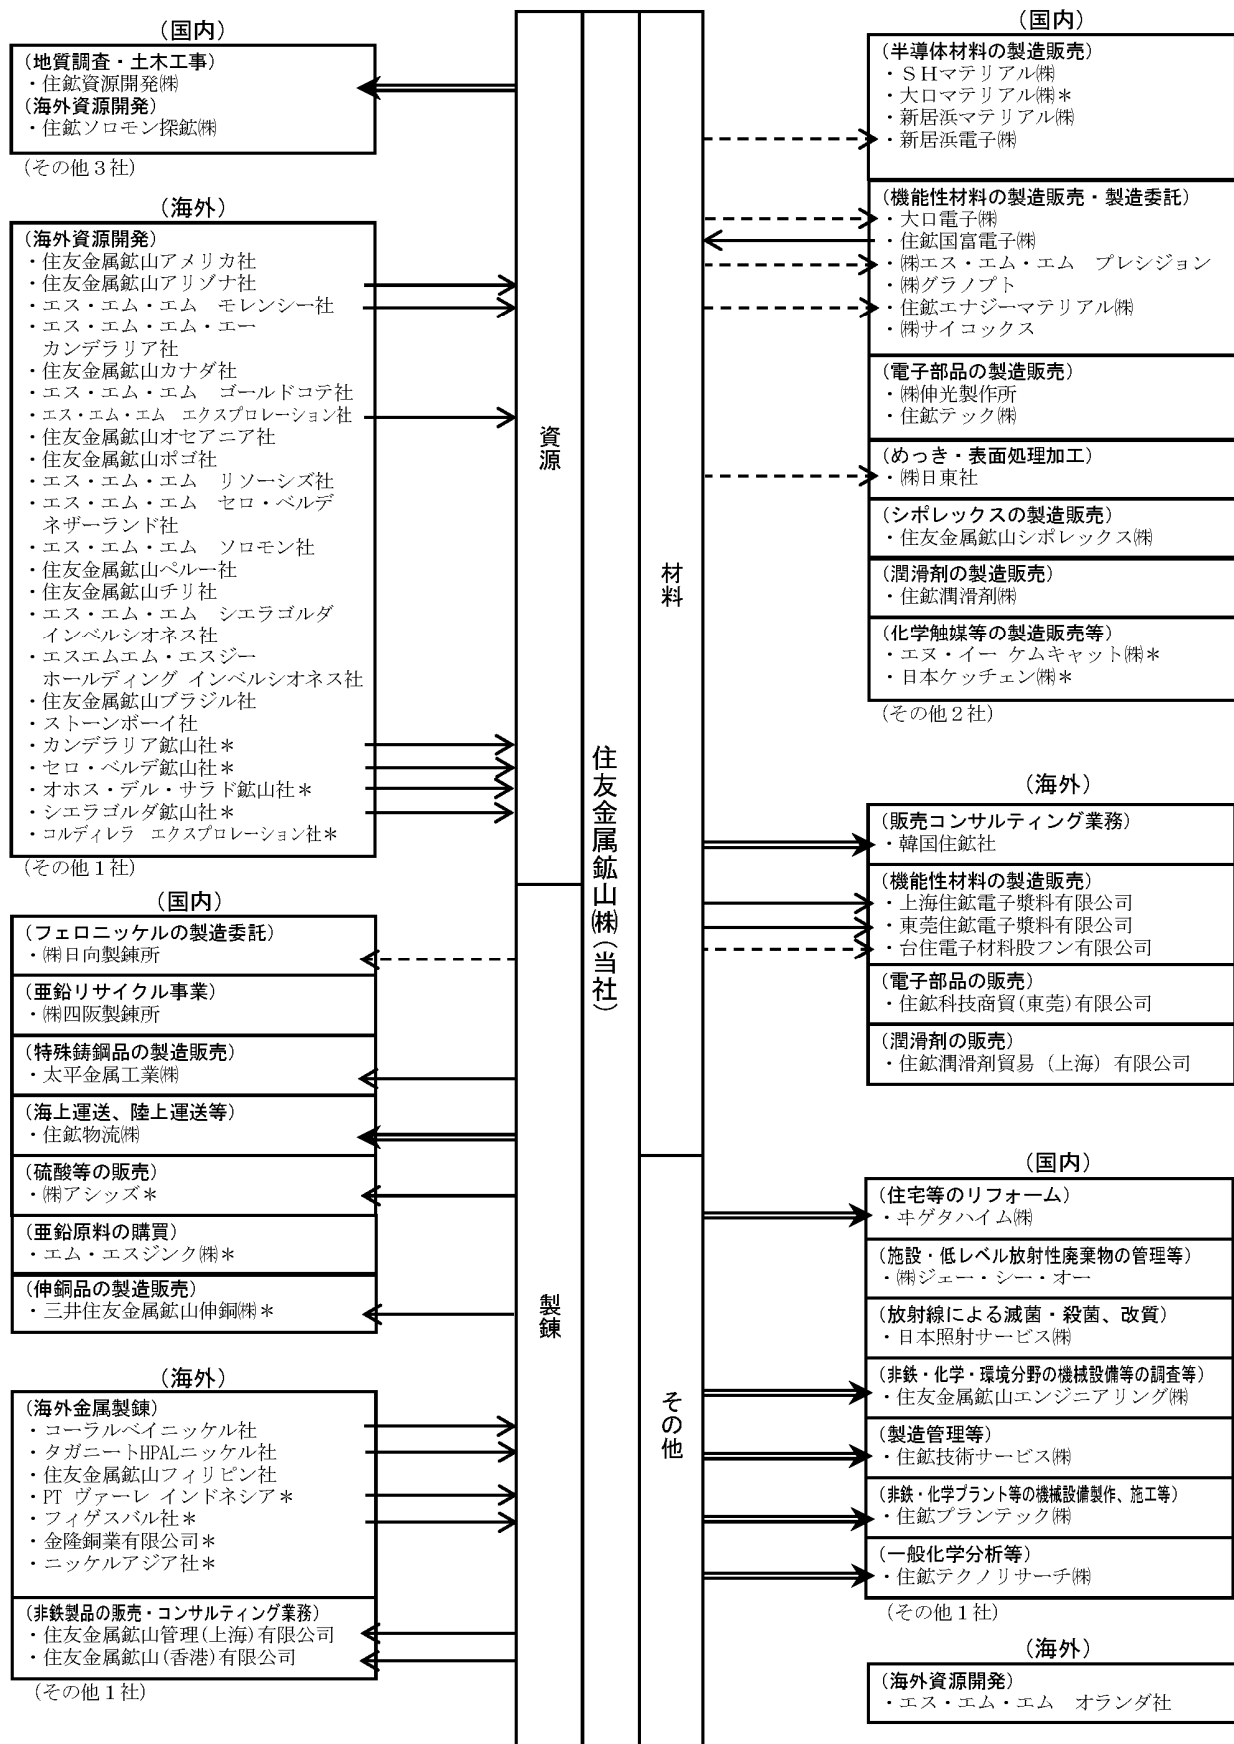 (国内)
(地質調査・土木工事)
・住鉱資源開発㈱
(海外資源開発)
・住鉱ソロモン探鉱㈱
(その他３社)
(海外)
(海外資源開発)
・住友金属鉱山アメリカ社
・住友金属鉱山アリゾナ社
・エス・エム・エム　モレンシー社
・エス・エム・エム・エー
カンデラリア社
・住友金属鉱山カナダ社
・エス・エム・エム　ゴールドコテ社
・エス・エム・エム　エクスプロレーション社
・住友金属鉱山オセアニア社
・住友金属鉱山ポゴ社
・エス・エム・エム　リソーシズ社
・エス・エム・エム　セロ・ベルデ
ネザーランド社
・エス・エム・エム　ソロモン社
・住友金属鉱山ペルー社
・住友金属鉱山チリ社
・エス・エム・エム　シエラゴルダ
インベルシオネス社
・エスエムエム・エスジー
ホールディング インベルシオネス社
・住友金属鉱山ブラジル社
・ストーンボーイ社
・カンデラリア鉱山社＊
・セロ・ベルデ鉱山社＊
・オホス・デル・サラド鉱山社＊
・シエラゴルダ鉱山社＊
・コルディレラ　エクスプロレーション社＊
(その他１社)
(国内)
(フェロニッケルの製造委託)
・㈱日向製錬所
(亜鉛リサイクル事業)
・㈱四阪製錬所
(特殊鋳鋼品の製造販売)
・太平金属工業㈱
(海上運送、陸上運送等)
・住鉱物流㈱
(硫酸等の販売)
・㈱アシッズ＊
(亜鉛原料の購買)
・エム・エスジンク㈱＊
(伸銅品の製造販売)
・三井住友金属鉱山伸銅㈱＊
(海外)
(海外金属製錬)
・コーラルベイニッケル社
・タガニートHPALニッケル社
・住友金属鉱山フィリピン社
・PT ヴァーレ インドネシア＊
・フィゲスバル社＊
・金隆銅業有限公司＊
・ニッケルアジア社＊
(非鉄製品の販売・コンサルティング業務)
・住友金属鉱山管理(上海)有限公司
・住友金属鉱山(香港)有限公司
(その他１社)
資源
製錬
住友金属鉱山㈱(当社)
材料
その他
(国内)
(半導体材料の製造販売)
・ＳＨマテリアル㈱
・大口マテリアル㈱＊
・新居浜マテリアル㈱
・新居浜電子㈱
(機能性材料の製造販売・製造委託)
・大口電子㈱
・住鉱国富電子㈱
・㈱エス・エム・エム　プレシジョン
・㈱グラノプト
・住鉱エナジーマテリアル㈱
・㈱サイコックス
(電子部品の製造販売)
・㈱伸光製作所
・住鉱テック㈱
(めっき・表面処理加工)
・㈱日東社
(シポレックスの製造販売)
・住友金属鉱山シポレックス㈱
(潤滑剤の製造販売)
・住鉱潤滑剤㈱
(化学触媒等の製造販売等)
・エヌ・イー ケムキャット㈱＊
・日本ケッチェン㈱＊
(その他２社)
(海外)
(販売コンサルティング業務)
・韓国住鉱社
(機能性材料の製造販売)
・上海住鉱電子漿料有限公司
・東莞住鉱電子漿料有限公司
・台住電子材料股フン有限公司
(電子部品の販売)
・住鉱科技商貿(東莞)有限公司
(潤滑剤の販売)
・住鉱潤滑剤貿易（上海）有限公司
(国内)
(住宅等のリフォーム)
・ヰゲタハイム㈱
(施設・低レベル放射性廃棄物の管理等)
・㈱ジェー・シー・オー
(放射線による滅菌・殺菌、改質)
・日本照射サービス㈱
(非鉄・化学・環境分野の機械設備等の調査等)
・住友金属鉱山エンジニアリング㈱
(製造管理等)
・住鉱技術サービス㈱
(非鉄・化学プラント等の機械設備製作、施工等)
・住鉱プランテック㈱
(一般化学分析等)
・住鉱テクノリサーチ㈱
(その他１社)
(海外)
(海外資源開発)
・エス・エム・エム　オランダ社